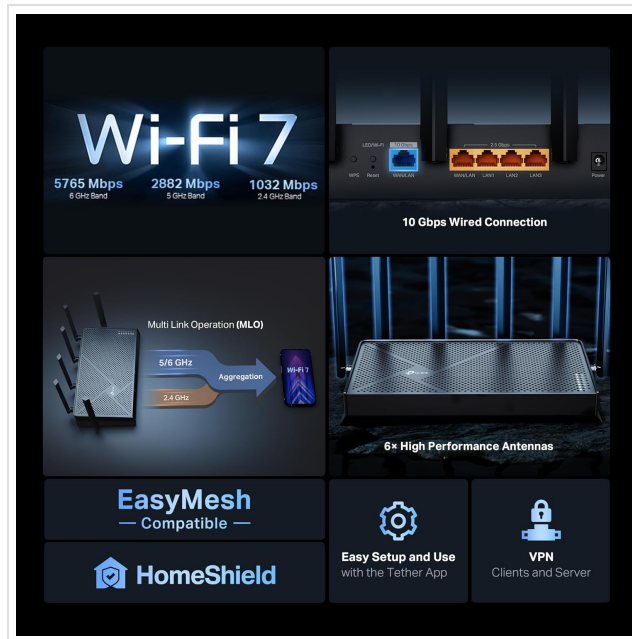 Wi-Fi 7
5765 Mbps
6 GHz Band
2882 Mbps
5 GHz Band
1032 Mbps
2.4 GHz Band
LED/Wi-Fi
10 Gbps
2.5 Gbps
WPS
Reset
WAN/LAN
WAN/LAN
LAN1
LAN2
LAN3
Power
10 Gbps Wired Connection
Multi Link Operation (MLO)
5/6 GHz
Aggregation
Wi-Fi 7
2.4 GHz
6× High Performance Antennas
EasyMesh
— Compatible —
HomeShield
Easy Setup and Use
with the Tether App
VPN
Clients and Server